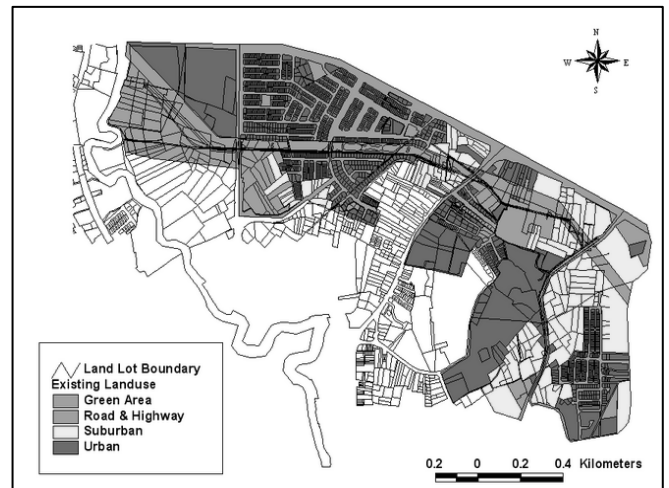 N
W E
S
Land Lot Boundary
Existing Landuse
Green Area
Road & Highway
Suburban
Urban
0.2 0 0.2 0.4 Kilometers